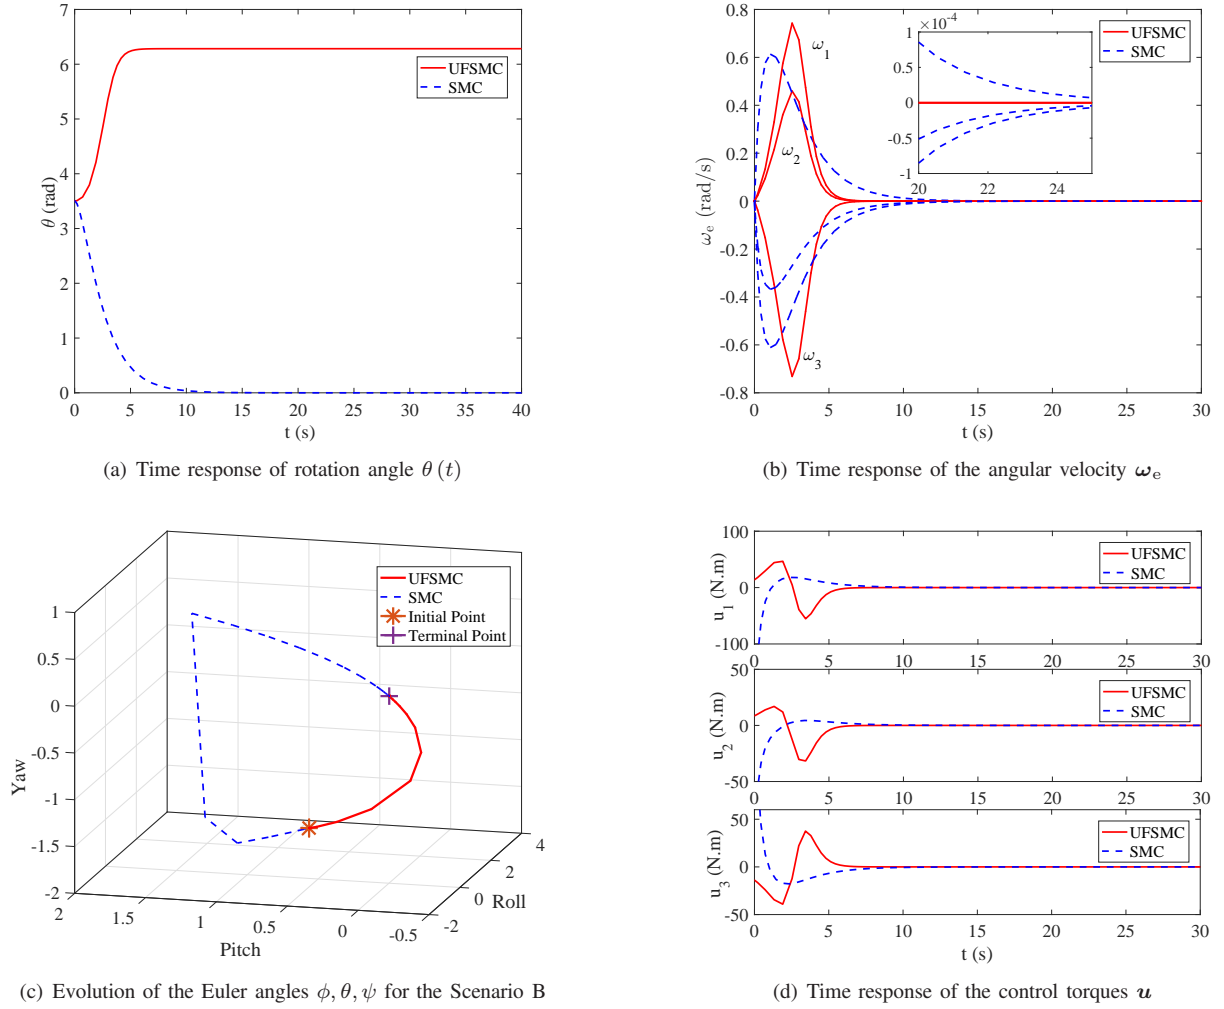 7
6
5
4
3
2
1
0
θ (rad)
UFSMC
SMC
0 5 10 15 20 25 30 35 40
t (s)
(a) Time response of rotation angle θ (t)
0.8
0.6
0.4
0.2
0
-0.2
-0.4
-0.6
-0.8
ωe (rad/s)
ω1
ω2
ω3
UFSMC
SMC
×10-4
1
0.5
0
-0.5
-1
20 22 24
0 5 10 15 20 25 30
t (s)
(b) Time response of the angular velocity ωe
1
0.5
0
-0.5
-1
-1.5
-2
Yaw
UFSMC
SMC
Initial Point
Terminal Point
2 1.5 1 0.5 0 -0.5
Pitch
-2 0 2 4
Roll
(c) Evolution of the Euler angles ϕ, θ, ψ for the Scenario B
100
0
-100
u1 (N.m)
UFSMC
SMC
0 5 10 15 20 25 30
50
0
-50
u2 (N.m)
UFSMC
SMC
0 5 10 15 20 25 30
50
0
-50
u3 (N.m)
UFSMC
SMC
0 5 10 15 20 25 30
t (s)
(d) Time response of the control torques u